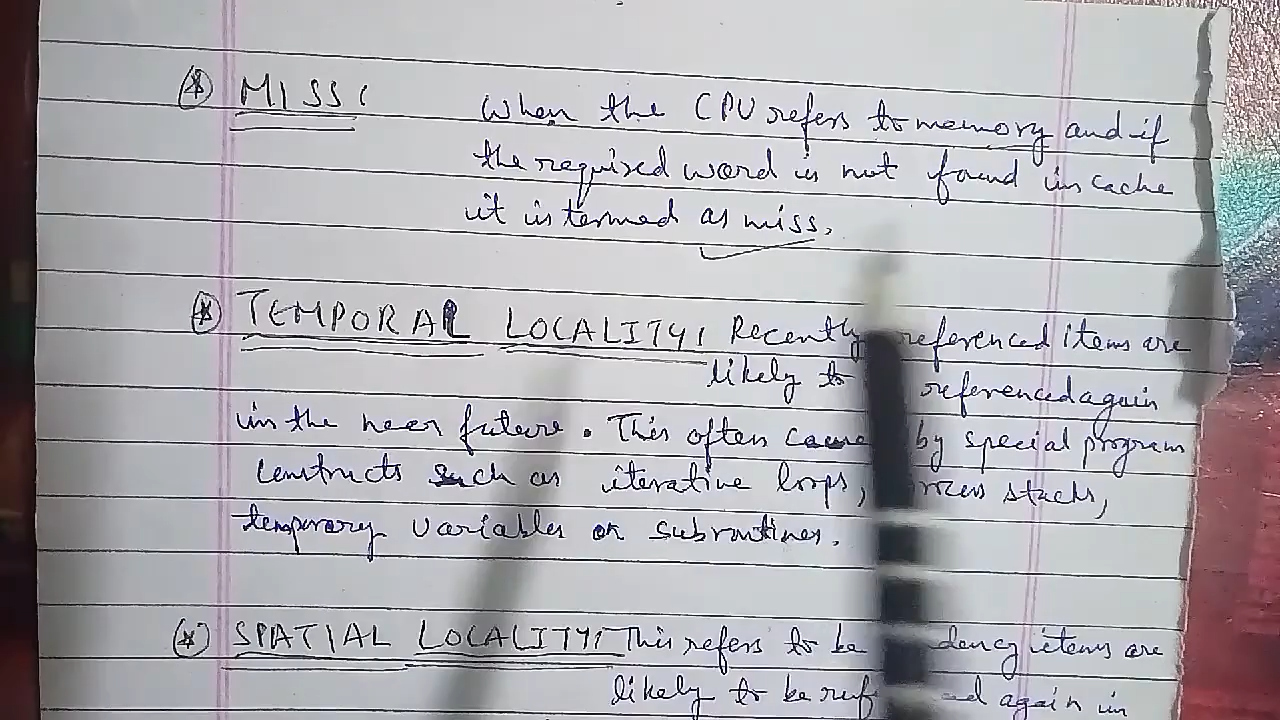 * MISS: When the CPU refers to memory and if
the required word is not found in cache
it is termed as miss.
* TEMPORAL LOCALITY: Recently referenced items are
likely to referenced again
in the near future. This often cause by special program
constructs such as iterative loops, stacks,
temporary variables or subroutines.
* SPATIAL LOCALITY: This refers to be items are
likely to be again in